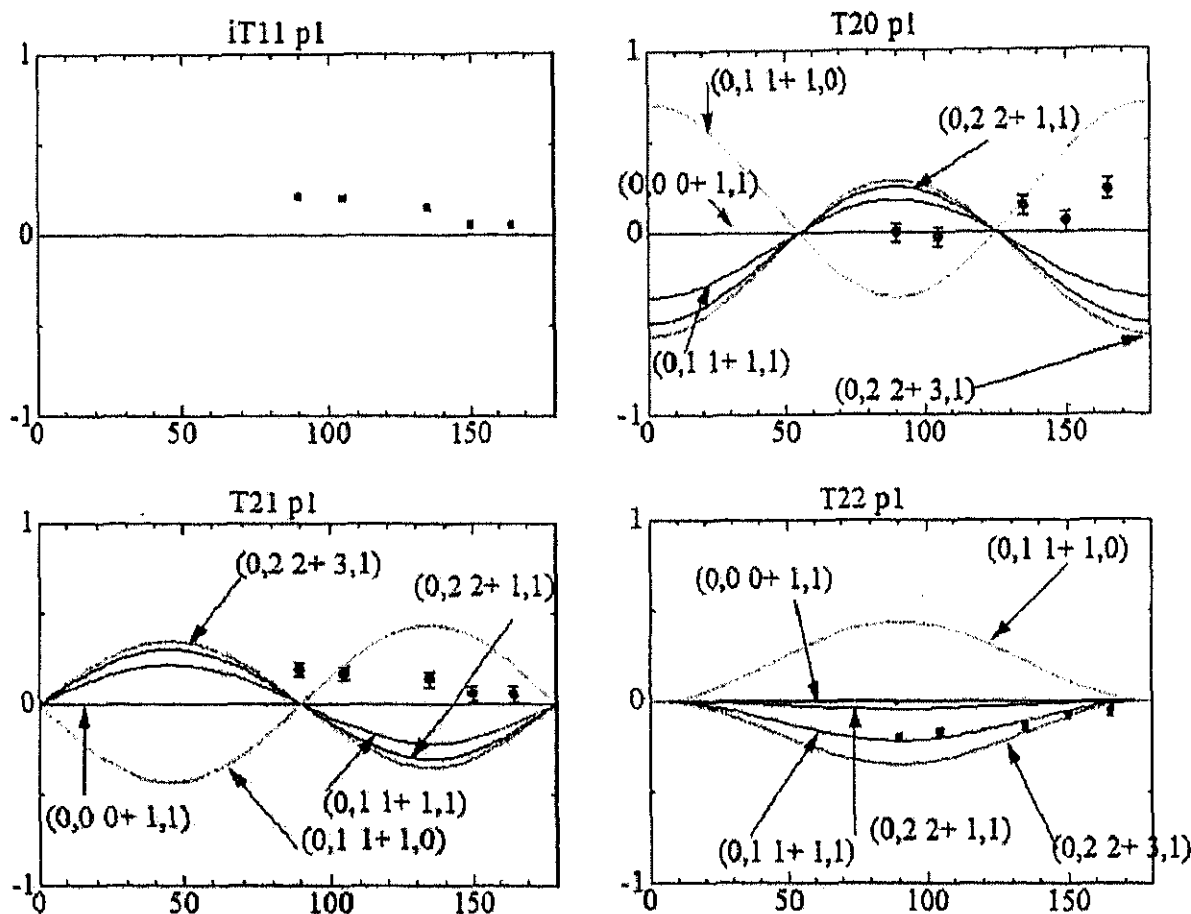 iT11 p1
1
0
-1
0
50
100
150
T20 p1
1
0
-1
0
50
100
150
(0,1 1+ 1,0)
(0,2 2+ 1,1)
(0,0 0+ 1,1)
(0,1 1+ 1,1)
(0,2 2+ 3,1)
T21 p1
1
0
-1
0
50
100
150
(0,2 2+ 3,1)
(0,2 2+ 1,1)
(0,0 0+ 1,1)
(0,1 1+ 1,1)
(0,1 1+ 1,0)
T22 p1
1
0
-1
0
50
100
150
(0,1 1+ 1,0)
(0,0 0+ 1,1)
(0,1 1+ 1,1)
(0,2 2+ 1,1)
(0,2 2+ 3,1)